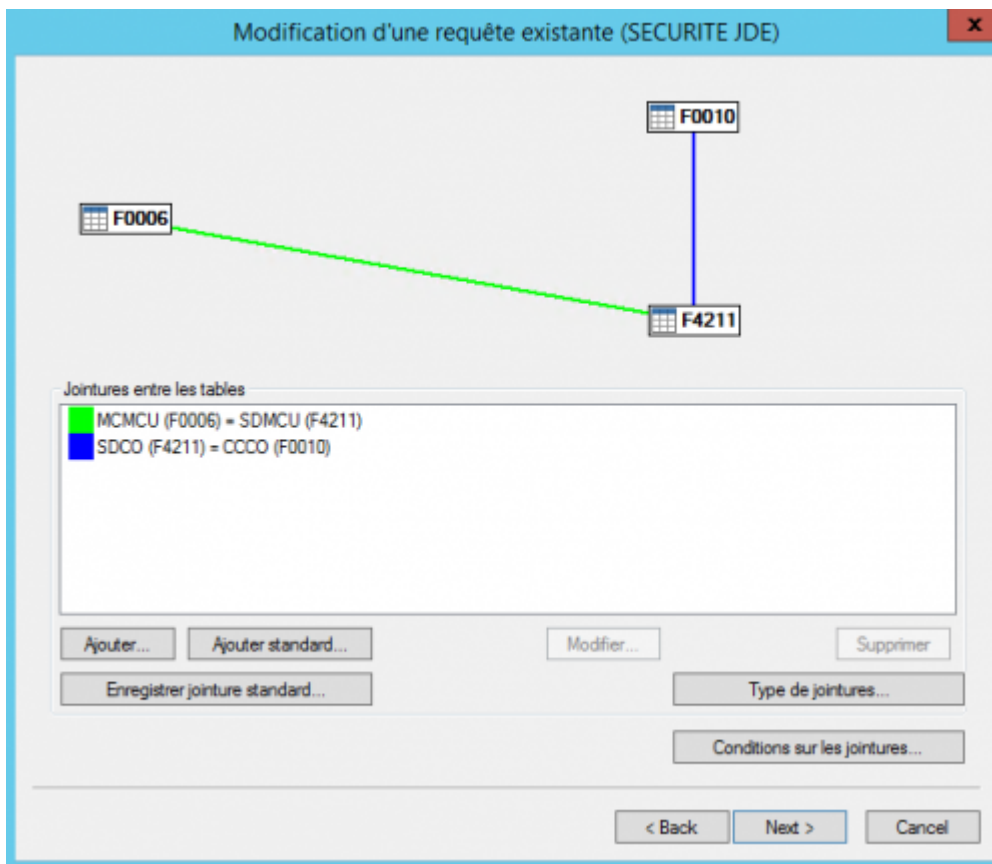 Modification d'une requête existante (SECURITE JDE)
x
F0010
F0006
F4211
Jointures entre les tables
MCMCU (F0006) = SDMCU (F4211)
SDCO (F4211) = CCCO (F0010)
Ajouter... Ajouter standard... Modifier... Supprimer
Enregistrer jointure standard... Type de jointures...
Conditions sur les jointures...
< Back Next > Cancel